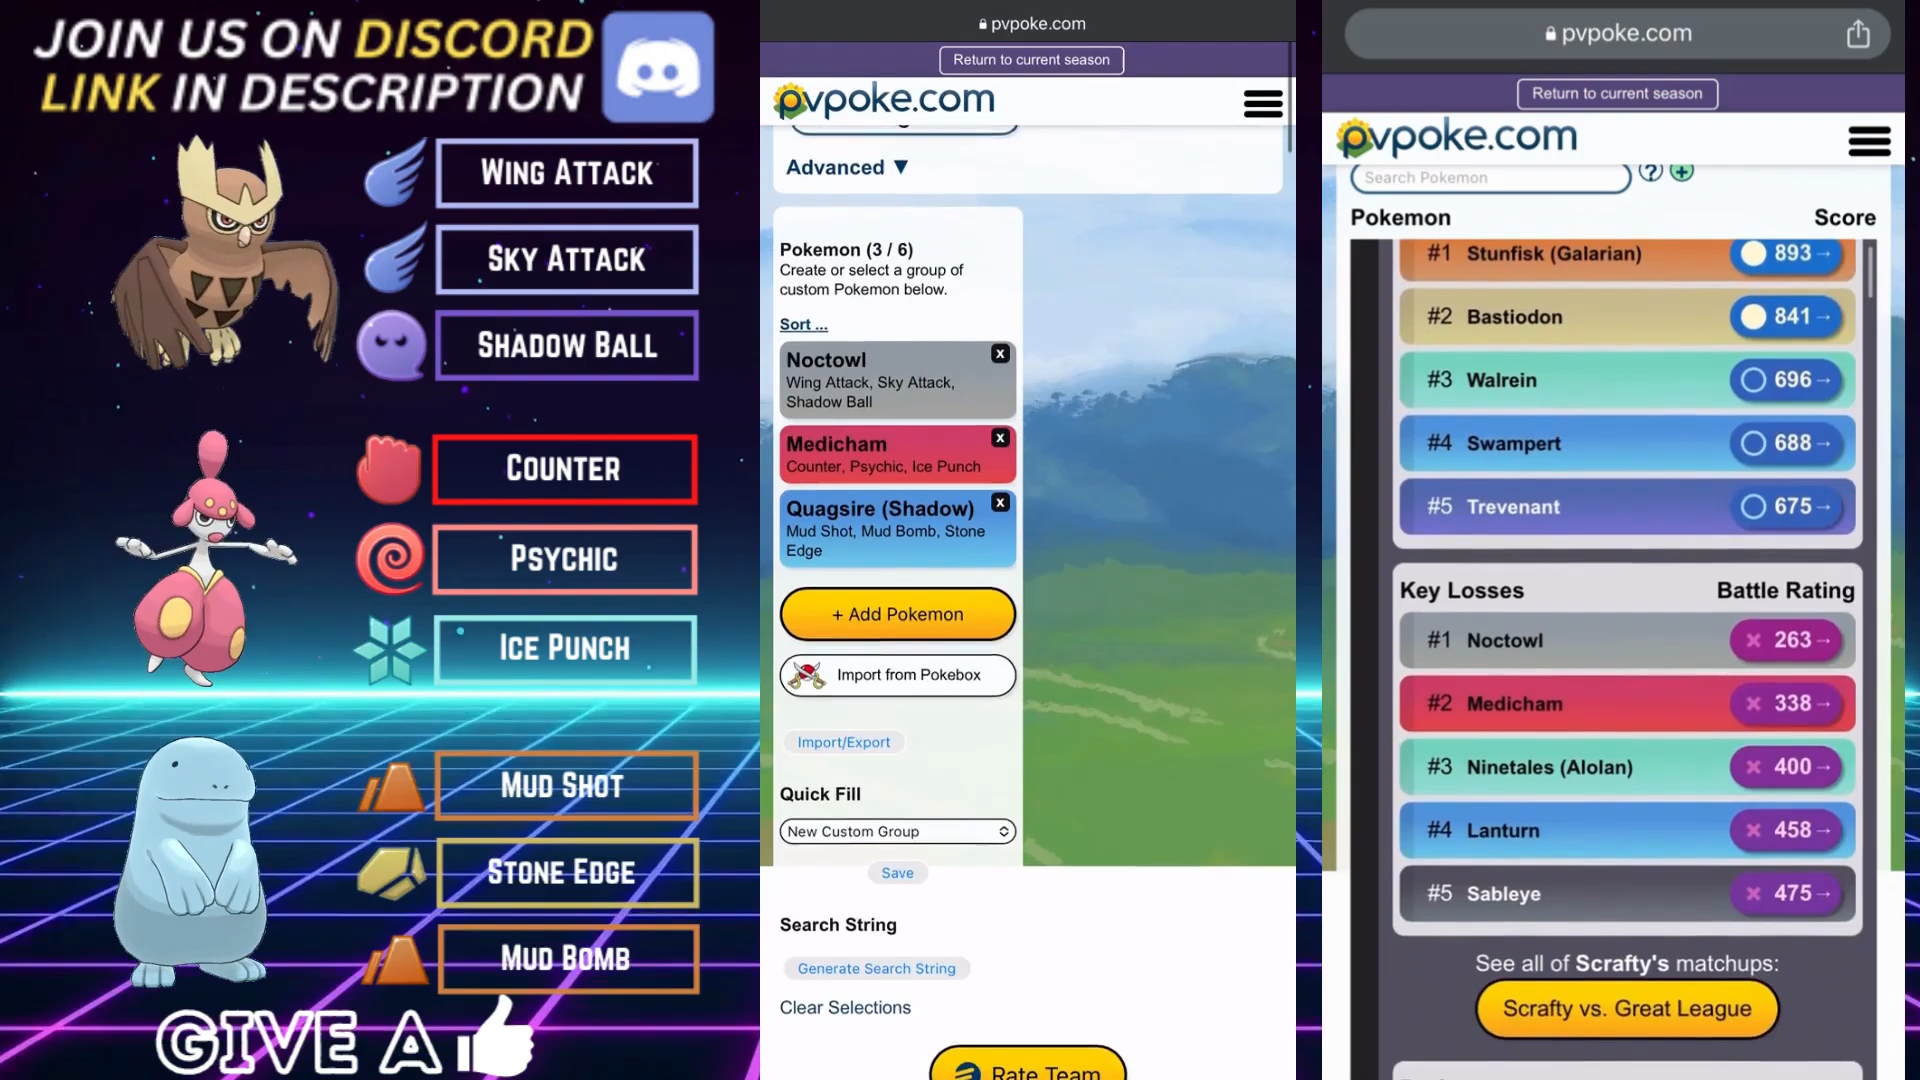 JOIN US ON DISCORD
LINK IN DESCRIPTION
WING ATTACK
SKY ATTACK
SHADOW BALL
COUNTER
PSYCHIC
ICE PUNCH
MUD SHOT
STONE EDGE
MUD BOMB
GIVE A
pvpoke.com
Return to current season
pvpoke.com
Advanced ▼
Pokemon (3 / 6)
Create or select a group of
custom Pokemon below.
Sort ...
Noctowl x
Wing Attack, Sky Attack,
Shadow Ball
Medicham x
Counter, Psychic, Ice Punch
Quagsire (Shadow) x
Mud Shot, Mud Bomb, Stone
Edge
+ Add Pokemon
Import from Pokebox
Import/Export
Quick Fill
New Custom Group
Save
Search String
Generate Search String
Clear Selections
Rate Team
pvpoke.com
Return to current season
pvpoke.com
Search Pokemon ? +
Pokemon Score
#1 Stunfisk (Galarian) 893→
#2 Bastiodon 841→
#3 Walrein 696→
#4 Swampert 688→
#5 Trevenant 675→
Key Losses Battle Rating
#1 Noctowl × 263→
#2 Medicham × 338→
#3 Ninetales (Alolan) × 400→
#4 Lanturn × 458→
#5 Sableye × 475→
See all of Scrafty's matchups:
Scrafty vs. Great League